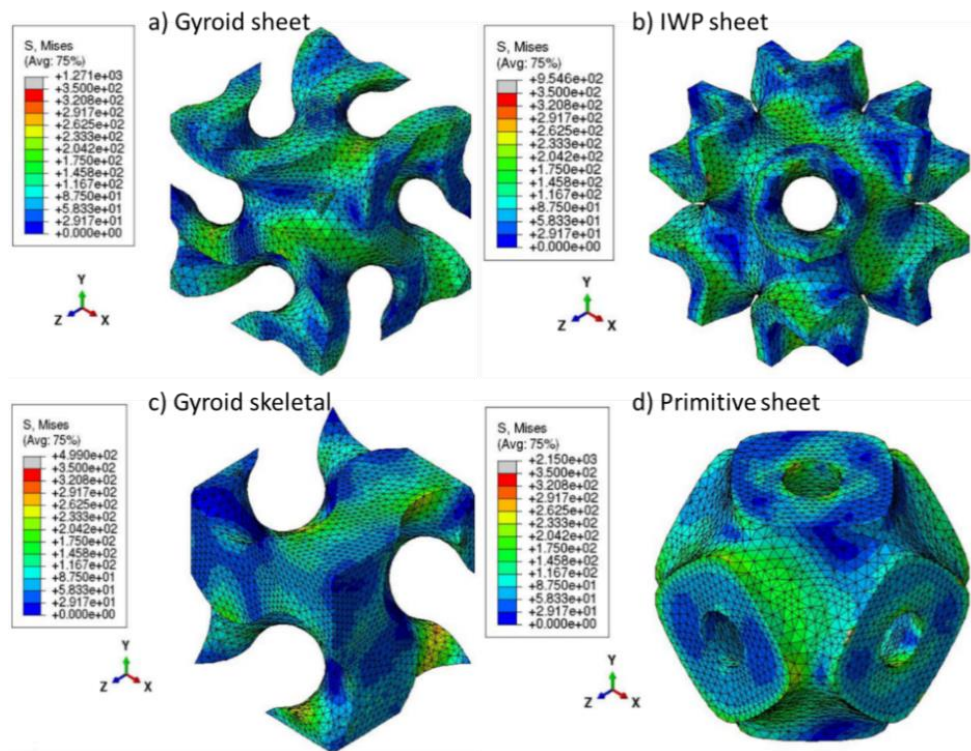 a) Gyroid sheet
S, Mises
(Avg: 75%)
+1.271e+03
+3.500e+02
+3.208e+02
+2.917e+02
+2.625e+02
+2.333e+02
+2.042e+02
+1.750e+02
+1.458e+02
+1.167e+02
+8.750e+01
+5.833e+01
+2.917e+01
+0.000e+00
Y
Z
X
b) IWP sheet
S, Mises
(Avg: 75%)
+9.546e+02
+3.500e+02
+3.208e+02
+2.917e+02
+2.625e+02
+2.333e+02
+2.042e+02
+1.750e+02
+1.458e+02
+1.167e+02
+8.750e+01
+5.833e+01
+2.917e+01
+0.000e+00
Y
Z
X
c) Gyroid skeletal
S, Mises
(Avg: 75%)
+4.990e+02
+3.500e+02
+3.208e+02
+2.917e+02
+2.625e+02
+2.333e+02
+2.042e+02
+1.750e+02
+1.458e+02
+1.167e+02
+8.750e+01
+5.833e+01
+2.917e+01
+0.000e+00
Y
Z
X
d) Primitive sheet
S, Mises
(Avg: 75%)
+2.150e+03
+3.500e+02
+3.208e+02
+2.917e+02
+2.625e+02
+2.333e+02
+2.042e+02
+1.750e+02
+1.458e+02
+1.167e+02
+8.750e+01
+5.833e+01
+2.917e+01
+0.000e+00
Y
Z
X